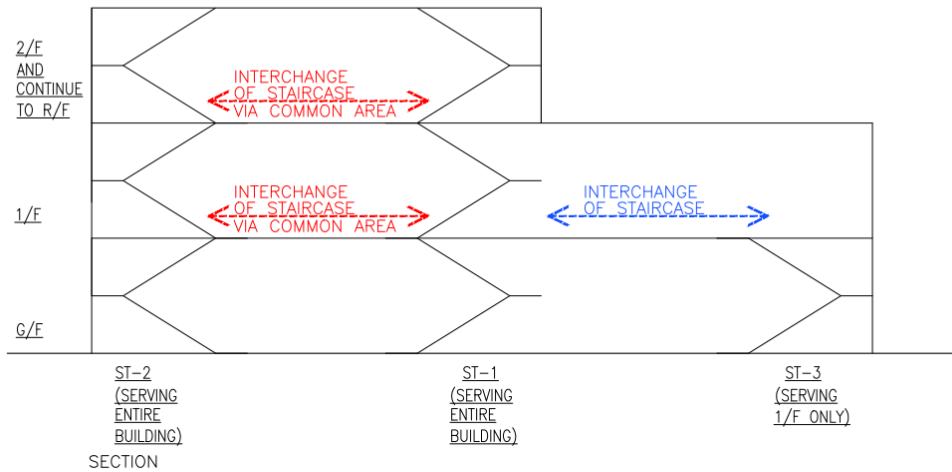 2/F
AND
CONTINUE
TO R/F
INTERCHANGE
OF STAIRCASE
VIA COMMON AREA
1/F
INTERCHANGE
OF STAIRCASE
VIA COMMON AREA
INTERCHANGE
OF STAIRCASE
G/F
ST-2
(SERVING
ENTIRE
BUILDING)
ST-1
(SERVING
ENTIRE
BUILDING)
ST-3
(SERVING
1/F ONLY)
SECTION